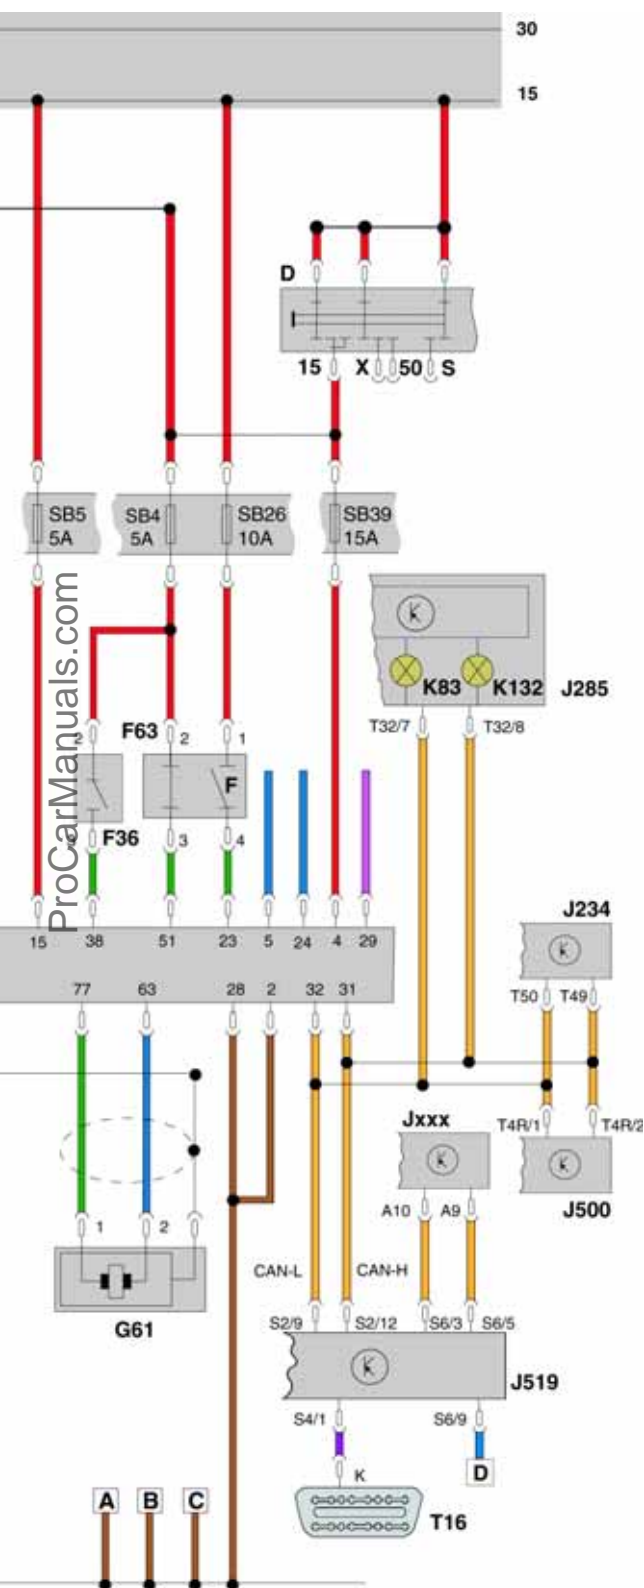 30
15
D
15 X 50 S
SB5 SB4 SB26 SB39
5A 5A 10A 15A
K83 K132 J285
T32/7 T32/8
F63
2 2 1
F
F36 3 4
ProCarManuals.com
15 38 51 23 5 24 4 29
J234
77 63 28 2 32 31
T50 T49
Jxxx
T4R/1 T4R/2
A10 A9
J500
1 2
CAN-L CAN-H
G61
S2/9 S2/12 S6/3 S6/5
J519
S4/1 S6/9
K D
A B C
T16